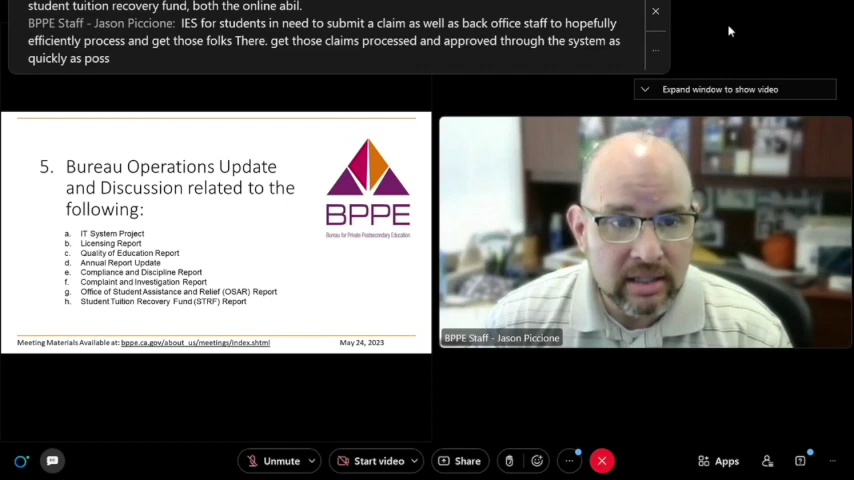 student tuition recovery fund, both the online abil.
BPPE Staff - Jason Piccione: IES for students in need to submit a claim as well as back office staff to hopefully
efficiently process and get those folks There. get those claims processed and approved through the system as
quickly as poss
Expand window to show video
5. Bureau Operations Update
and Discussion related to the
following:
a. IT System Project
b. Licensing Report
c. Quality of Education Report
d. Annual Report Update
e. Compliance and Discipline Report
f. Complaint and Investigation Report
g. Office of Student Assistance and Relief (OSAR) Report
h. Student Tuition Recovery Fund (STRF) Report
BPPE
Bureau for Private Postsecondary Education
Meeting Materials Available at: bppe.ca.gov/about_us/meetings/index.shtml
May 24, 2023
BPPE Staff - Jason Piccione
Unmute
Start video
Share
Apps